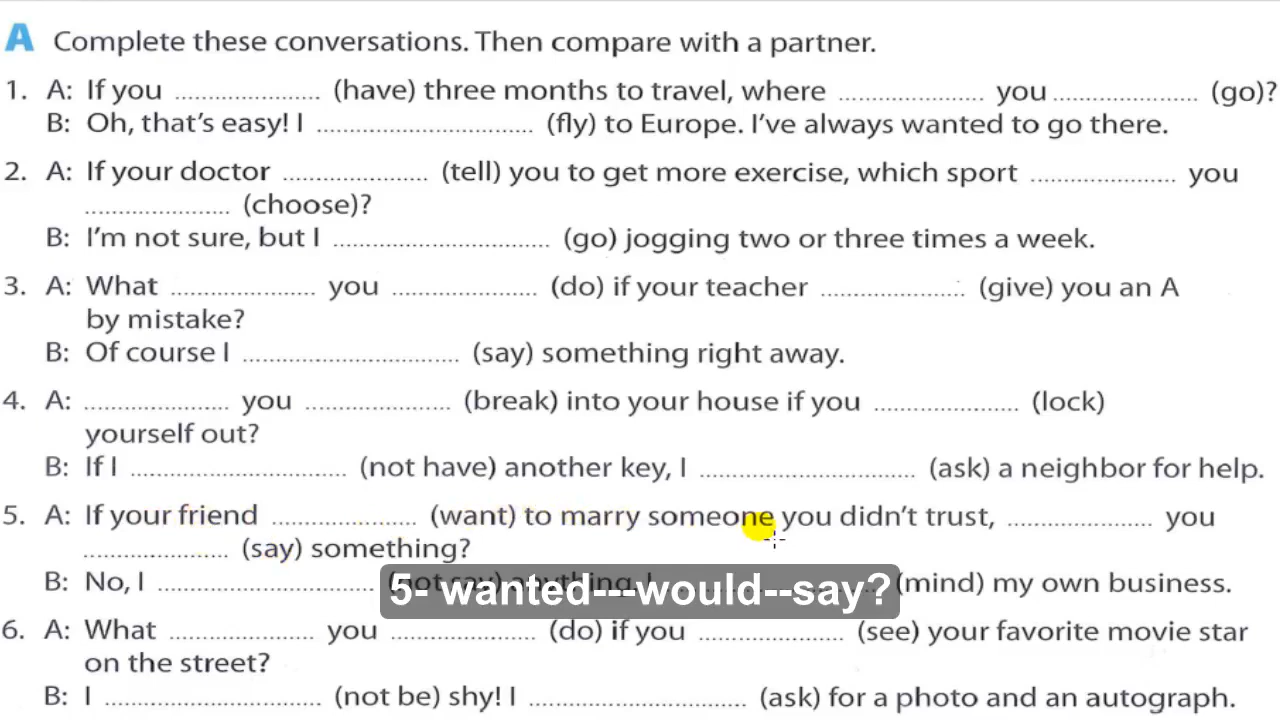 A Complete these conversations. Then compare with a partner.
1. A: If you ..................... (have) three months to travel, where ..................... you ..................... (go)?
B: Oh, that's easy! I ................................ (fly) to Europe. I've always wanted to go there.
2. A: If your doctor ..................... (tell) you to get more exercise, which sport ..................... you
..................... (choose)?
B: I'm not sure, but I ................................ (go) jogging two or three times a week.
3. A: What ..................... you ..................... (do) if your teacher ..................... (give) you an A
by mistake?
B: Of course I ................................ (say) something right away.
4. A: ..................... you ..................... (break) into your house if you ..................... (lock)
yourself out?
B: If I ................................ (not have) another key, I ................................ (ask) a neighbor for help.
5. A: If your friend ..................... (want) to marry someone you didn't trust, ..................... you
..................... (say) something?
B: No, I ................................ (not say) anything. I (mind) my own business.
5- wanted---would--say?
6. A: What ..................... you ..................... (do) if you ..................... (see) your favorite movie star
on the street?
B: I ................................ (not be) shy! I ................................ (ask) for a photo and an autograph.